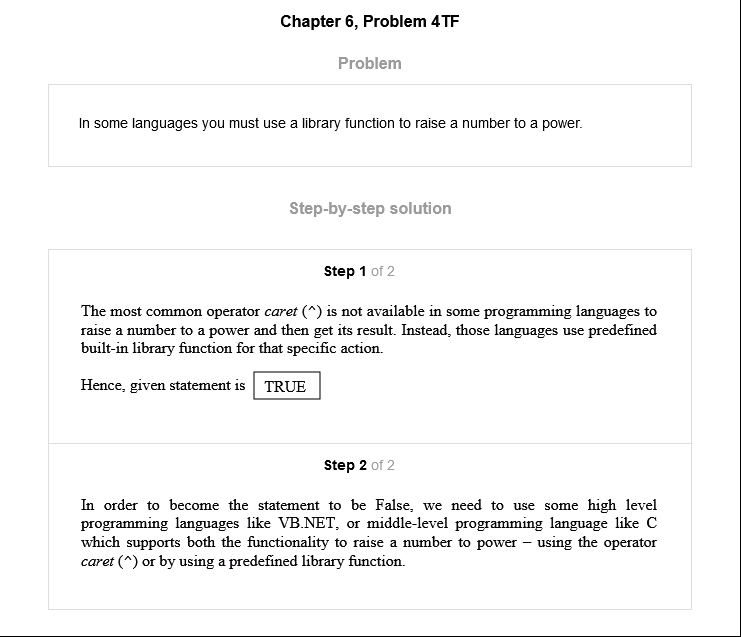 Chapter 6, Problem 4TF
Problem
In some languages you must use a library function to raise a number to a power.
Step-by-step solution
Step 1 of 2
The most common operator caret (^) is not available in some programming languages to
raise a number to a power and then get its result. Instead, those languages use predefined
built-in library function for that specific action.
Hence, given statement is TRUE
Step 2 of 2
In order to become the statement to be False, we need to use some high level
programming languages like VB.NET, or middle-level programming language like C
which supports both the functionality to raise a number to power – using the operator
caret (^) or by using a predefined library function.